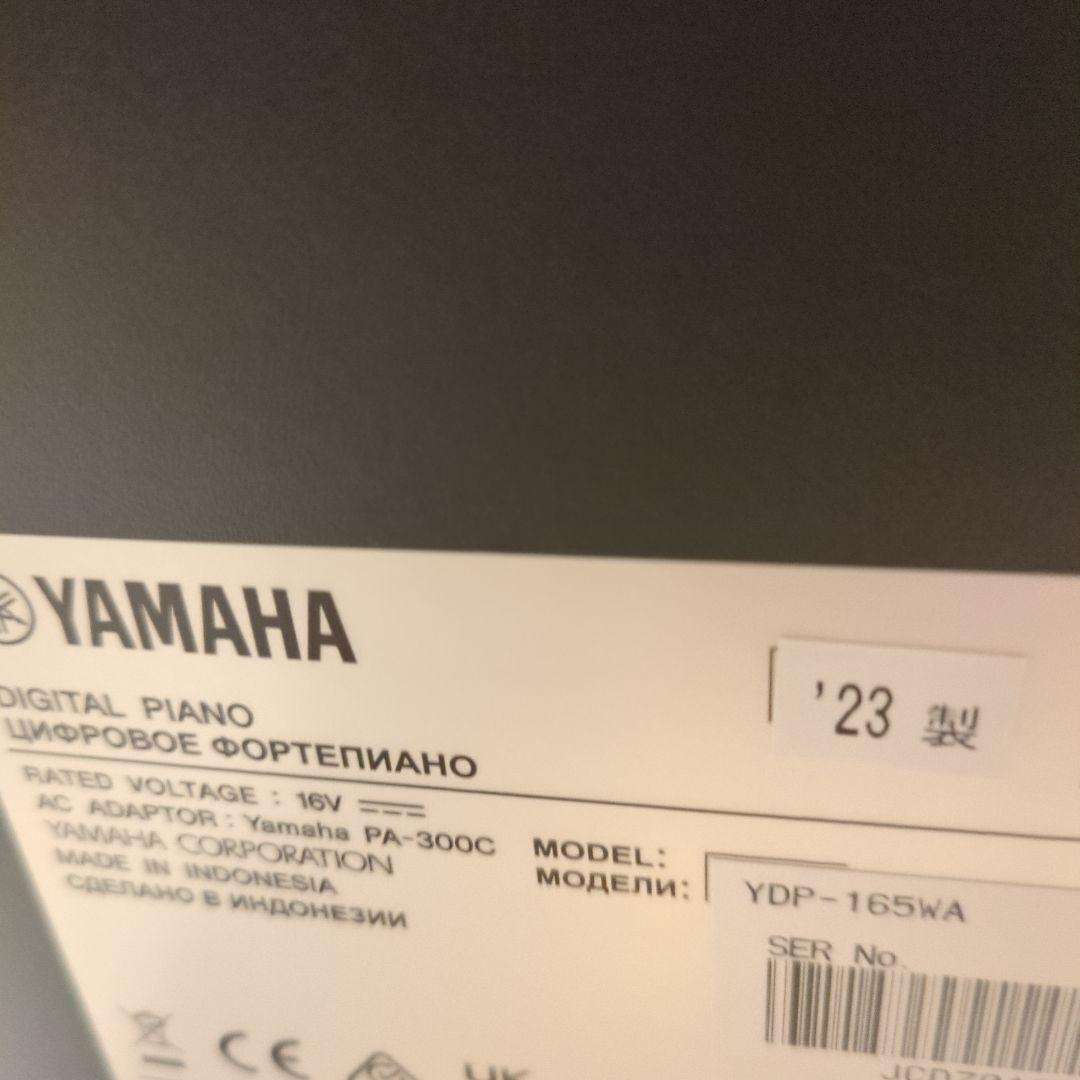 YAMAHA
'23 製
DIGITAL PIANO
ЦИФРОВОЕ ФОРТЕПИАНО
RATED VOLTAGE : 16V
AC ADAPTOR : Yamaha PA-300C
YAMAHA CORPORATION
MADE IN INDONESIA
СДЕЛАНО В ИНДОНЕЗИИ
MODEL:
МОДЕЛИ:
YDP-165WA
SER No.
CE